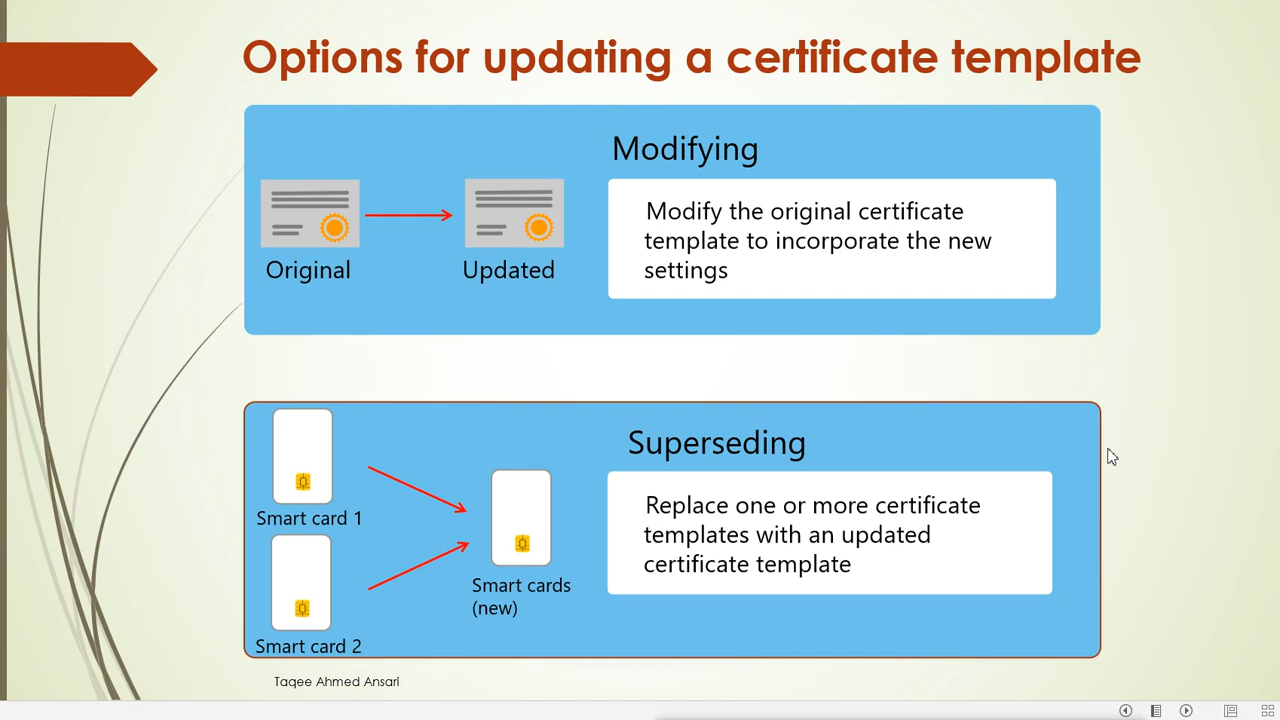 Options for updating a certificate template
Modifying
Modify the original certificate
template to incorporate the new
settings
Original
Updated
Superseding
Replace one or more certificate
templates with an updated
certificate template
Smart card 1
Smart cards
(new)
Smart card 2
Taqee Ahmed Ansari